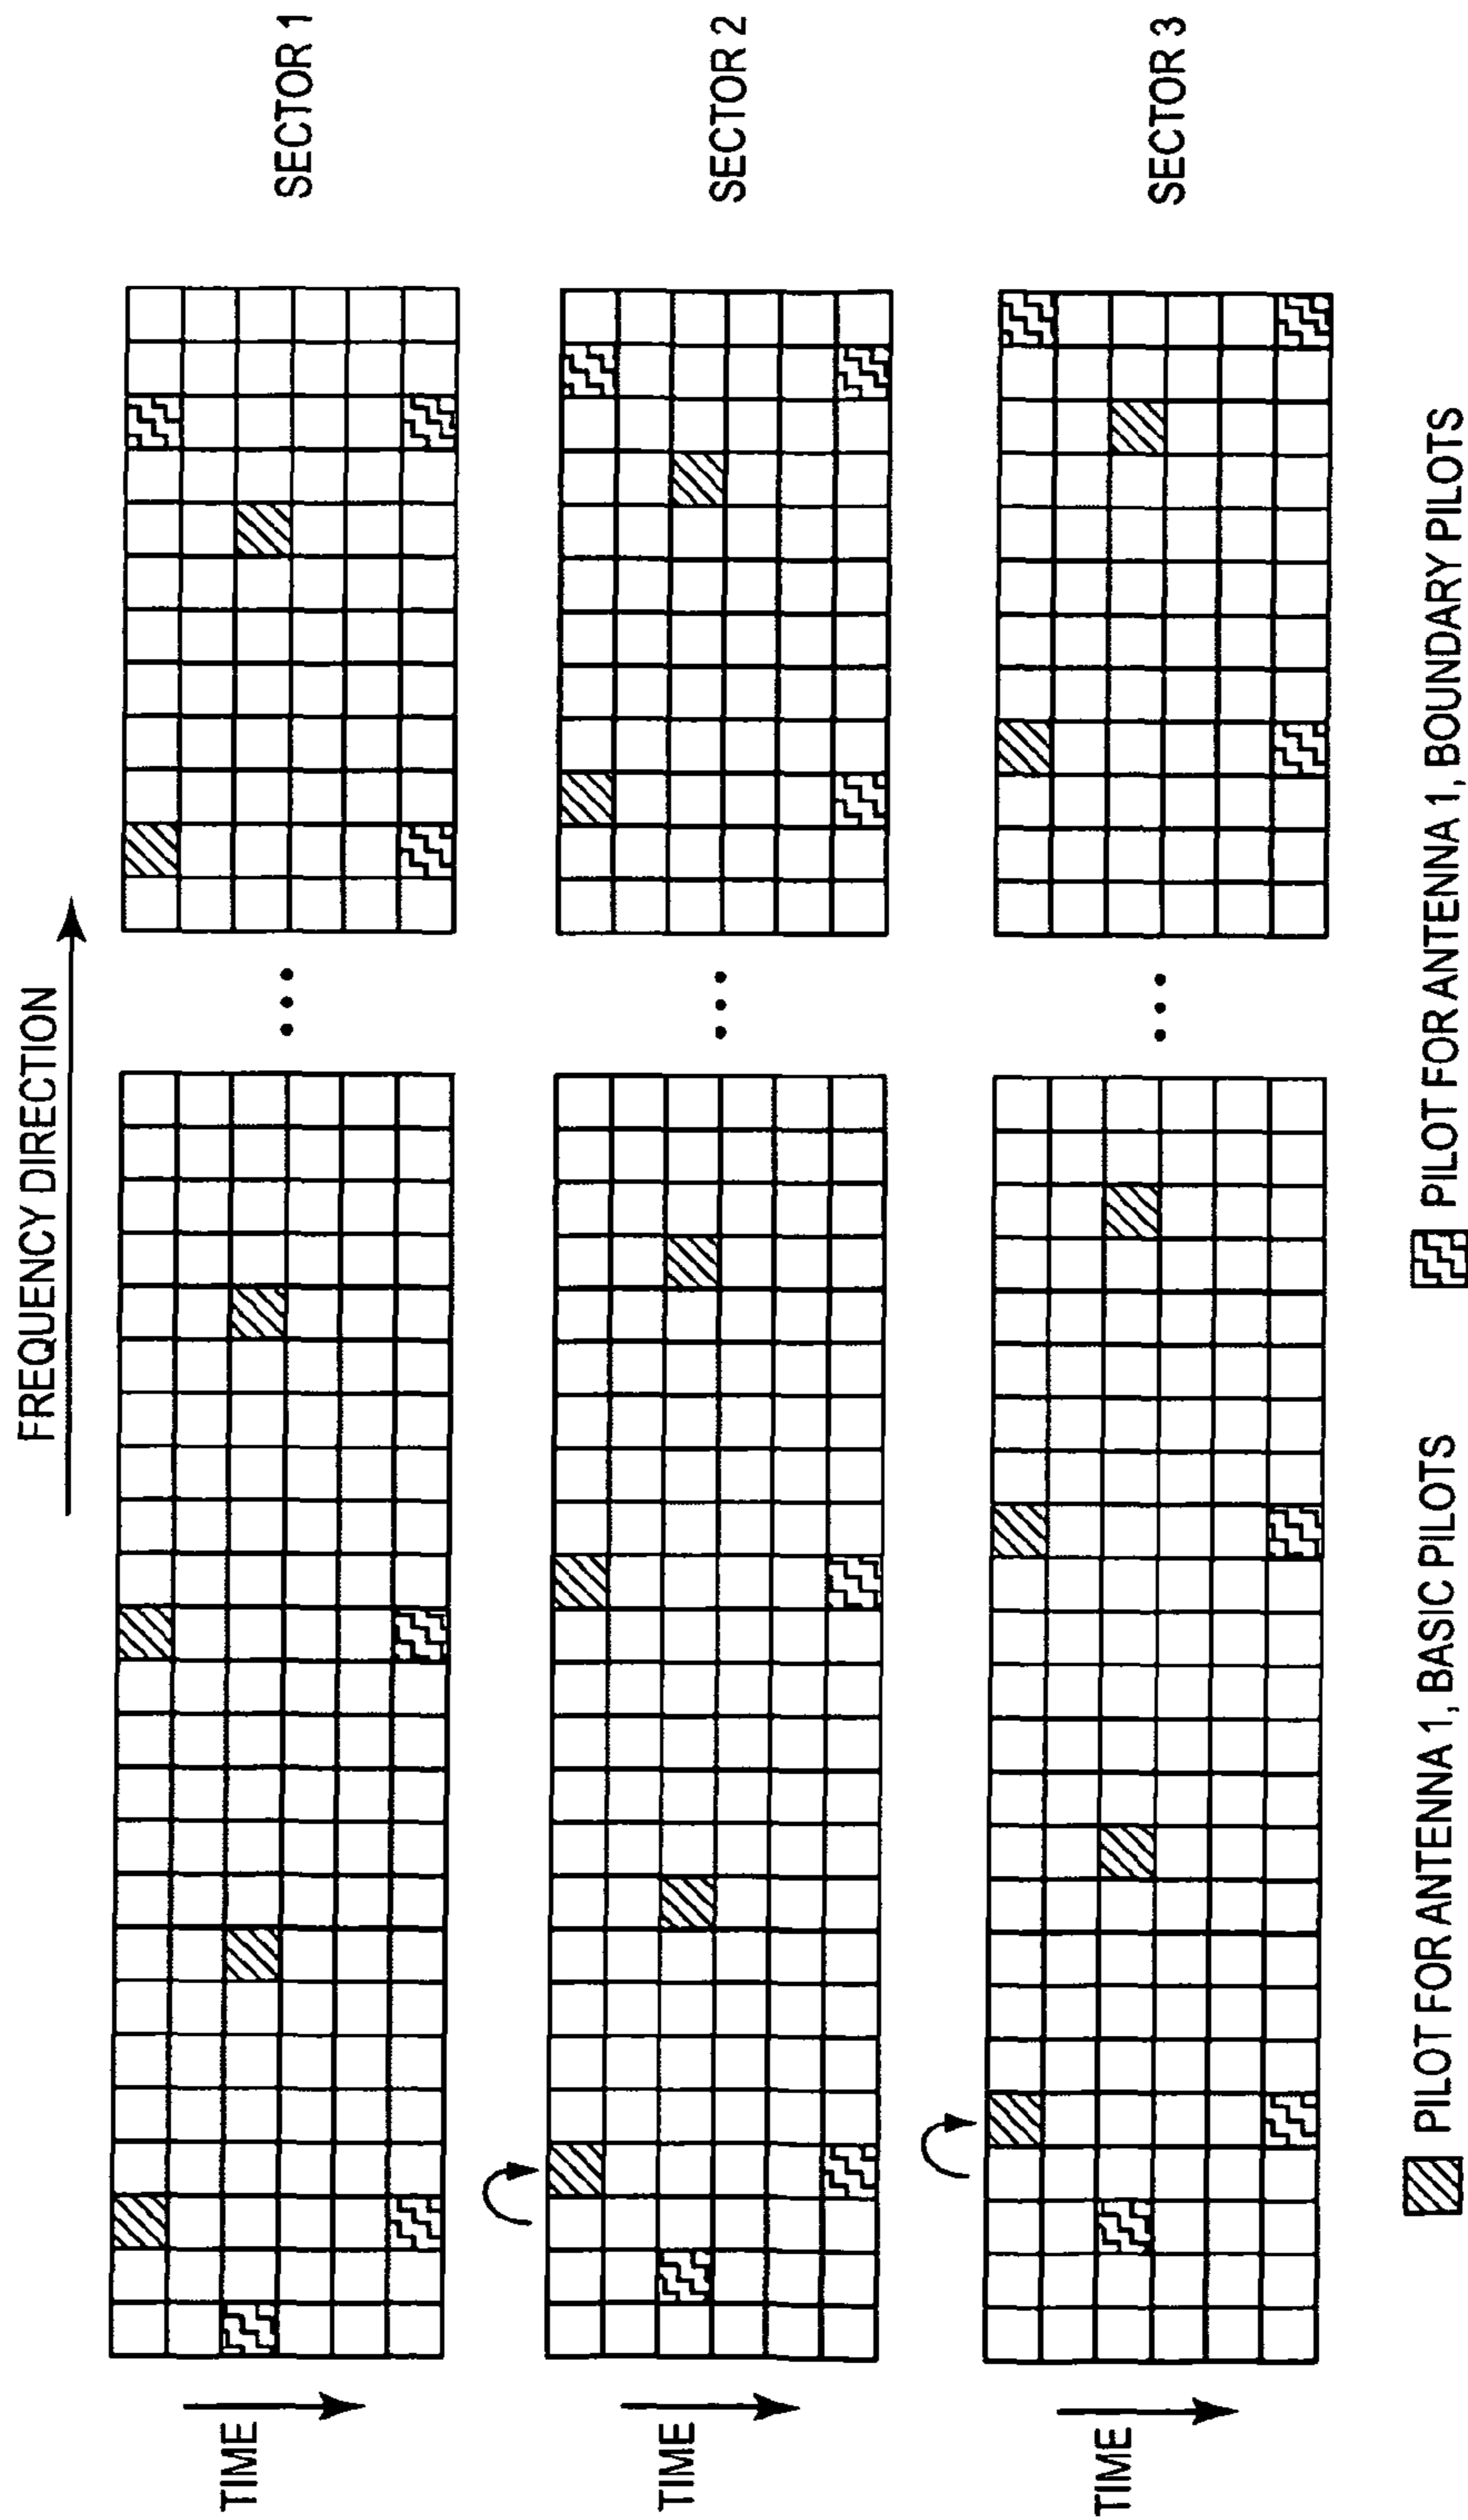 FREQUENCY DIRECTION
TIME
SECTOR 1
TIME
SECTOR 2
TIME
SECTOR 3
PILOT FOR ANTENNA 1, BASIC PILOTS
PILOT FOR ANTENNA 1, BOUNDARY PILOTS